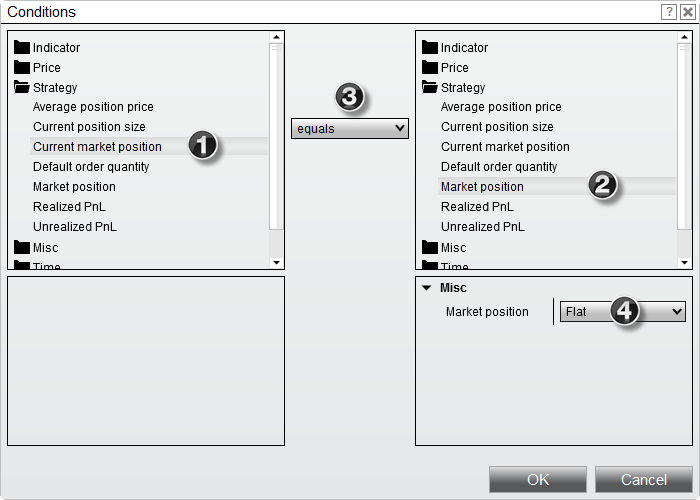 Conditions
?
Indicator
Price
Strategy
Average position price
Current position size
Current market position
Default order quantity
Market position
Realized PnL
Unrealized PnL
Misc
Time
1
3
equals
Indicator
Price
Strategy
Average position price
Current position size
Current market position
Default order quantity
Market position
Realized PnL
Unrealized PnL
Misc
Time
2
Misc
Market position Flat 4
OK Cancel